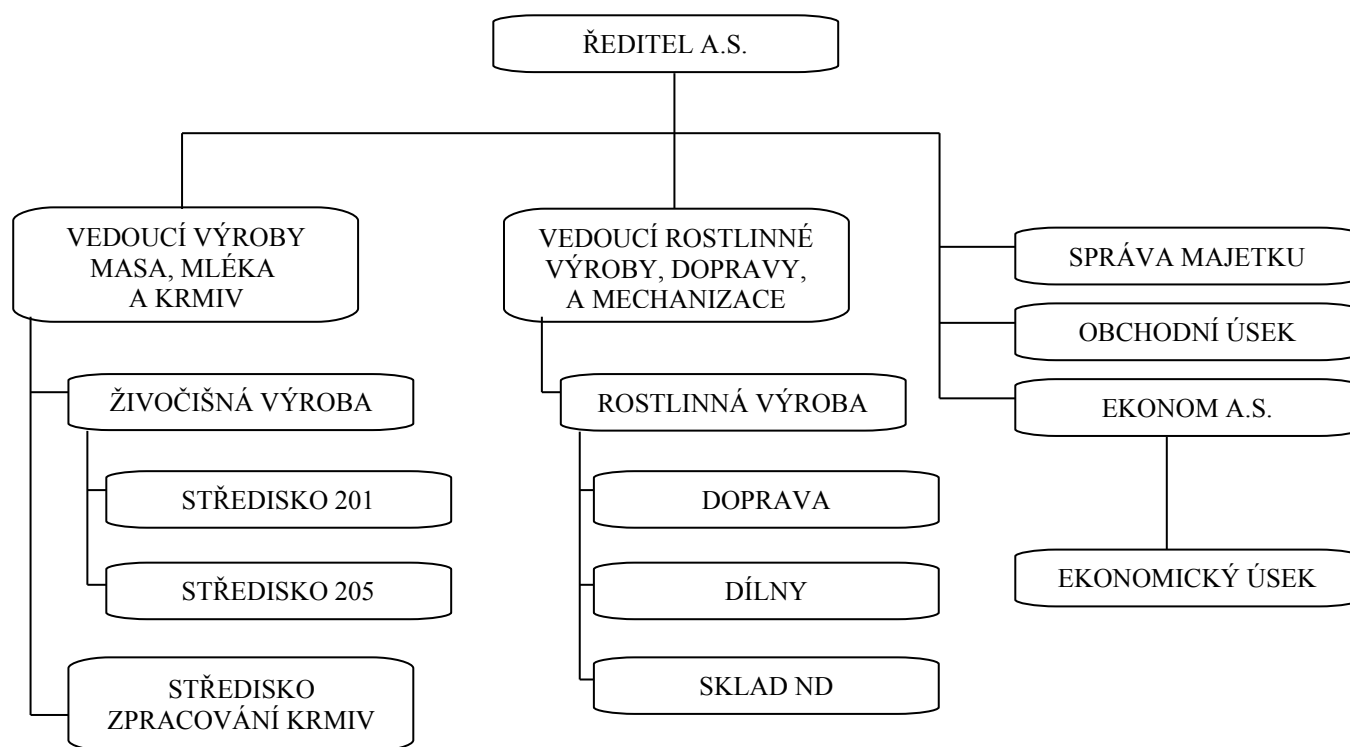 ŘEDITEL A.S.
VEDOUCÍ VÝROBY
MASA, MLÉKA
A KRMIV
ŽIVOČIŠNÁ VÝROBA
STŘEDISKO 201
STŘEDISKO 205
STŘEDISKO
ZPRACOVÁNÍ KRMIV
VEDOUCÍ ROSTLINNÉ
VÝROBY, DOPRAVY,
A MECHANIZACE
ROSTLINNÁ VÝROBA
DOPRAVA
DÍLNY
SKLAD ND
SPRÁVA MAJETKU
OBCHODNÍ ÚSEK
EKONOM A.S.
EKONOMICKÝ ÚSEK